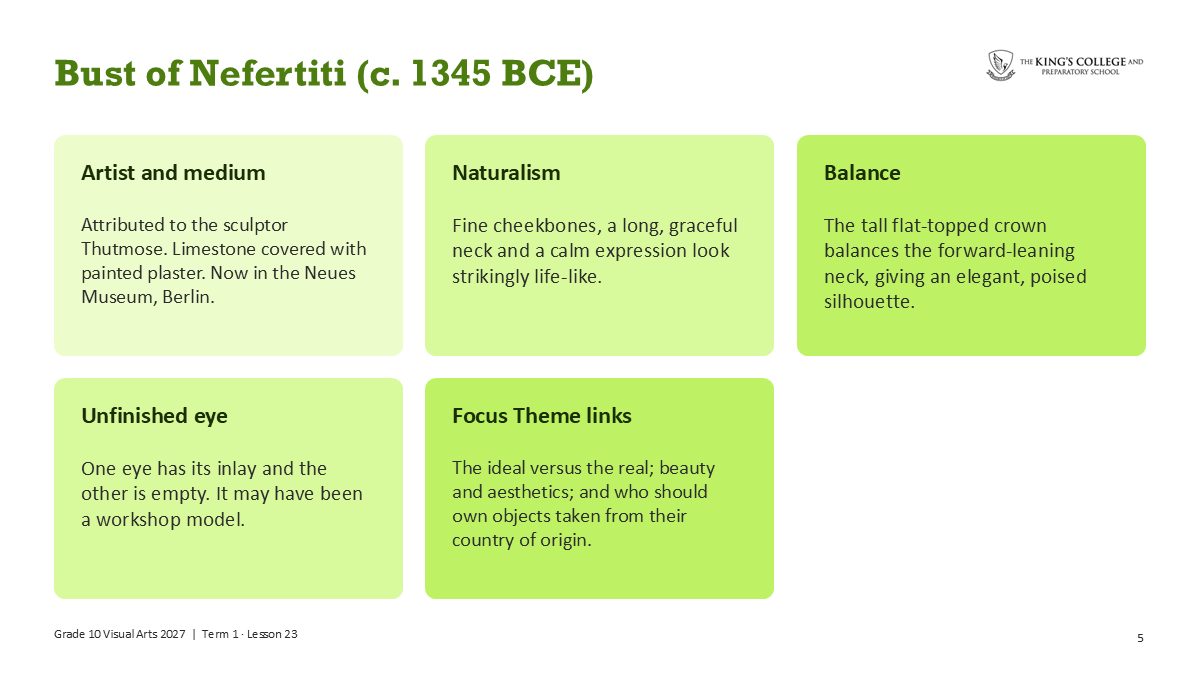 Bust of Nefertiti (c. 1345 BCE)
THE KING'S COLLEGE AND
PREPARATORY SCHOOL
Artist and medium
Attributed to the sculptor
Thutmose. Limestone covered with
painted plaster. Now in the Neues
Museum, Berlin.
Naturalism
Fine cheekbones, a long, graceful
neck and a calm expression look
strikingly life-like.
Balance
The tall flat-topped crown
balances the forward-leaning
neck, giving an elegant, poised
silhouette.
Unfinished eye
One eye has its inlay and the
other is empty. It may have been
a workshop model.
Focus Theme links
The ideal versus the real; beauty
and aesthetics; and who should
own objects taken from their
country of origin.
Grade 10 Visual Arts 2027 | Term 1 · Lesson 23
5